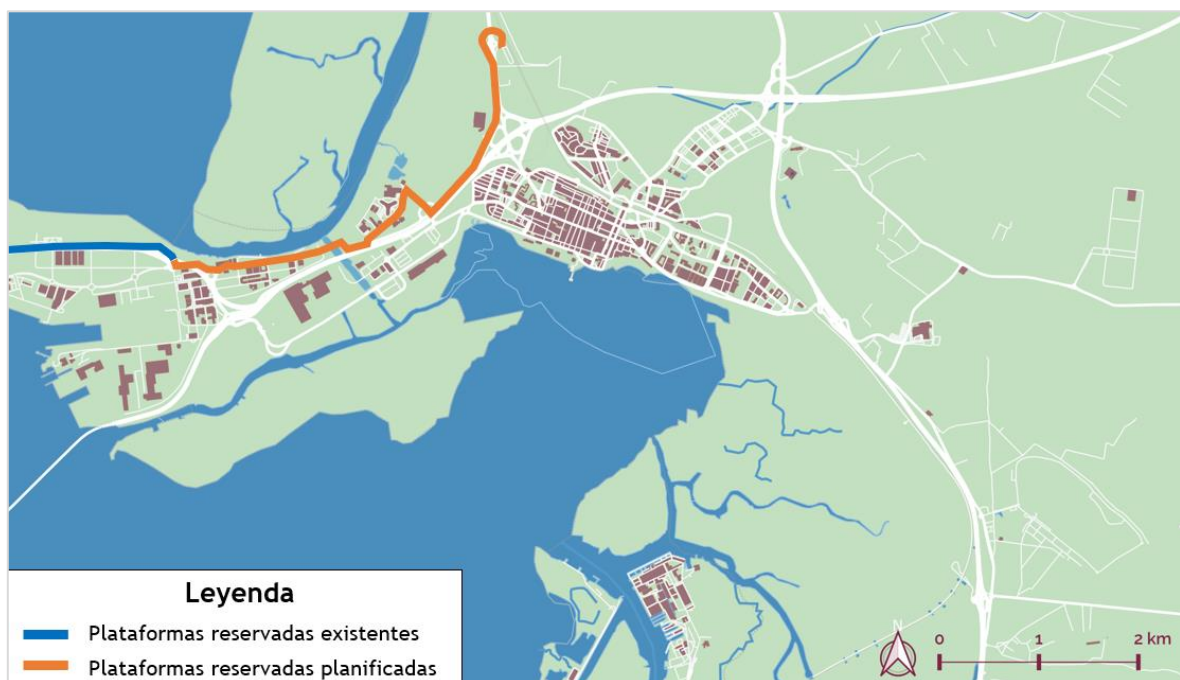 Leyenda
Plataformas reservadas existentes
Plataformas reservadas planificadas
N
0 1 2 km